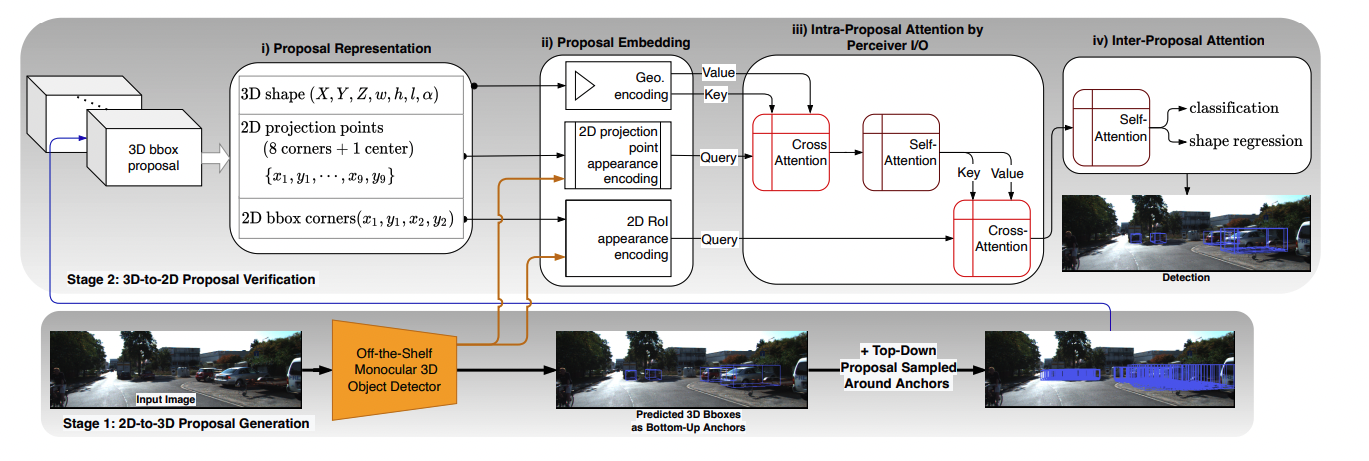 i) Proposal Representation
ii) Proposal Embedding
iii) Intra-Proposal Attention by
Perceiver I/O
iv) Inter-Proposal Attention
3D bbox
proposal
3D shape (X, Y, Z, w, h, l, α)
2D projection points
(8 corners + 1 center)
{x₁, y₁, · · · , x₉, y₉}
2D bbox corners(x₁, y₁, x₂, y₂)
Geo.
encoding
2D projection
point
appearance
encoding
2D RoI
appearance
encoding
Value
Key
Query
Query
Cross
Attention
Self-
Attention
Key
Value
Cross-
Attention
Self-
Attention
classification
shape regression
Detection
Stage 2: 3D-to-2D Proposal Verification
Input Image
Off-the-Shelf
Monocular 3D
Object Detector
Predicted 3D Bboxes
as Bottom-Up Anchors
+ Top-Down
Proposal Sampled
Around Anchors
Stage 1: 2D-to-3D Proposal Generation